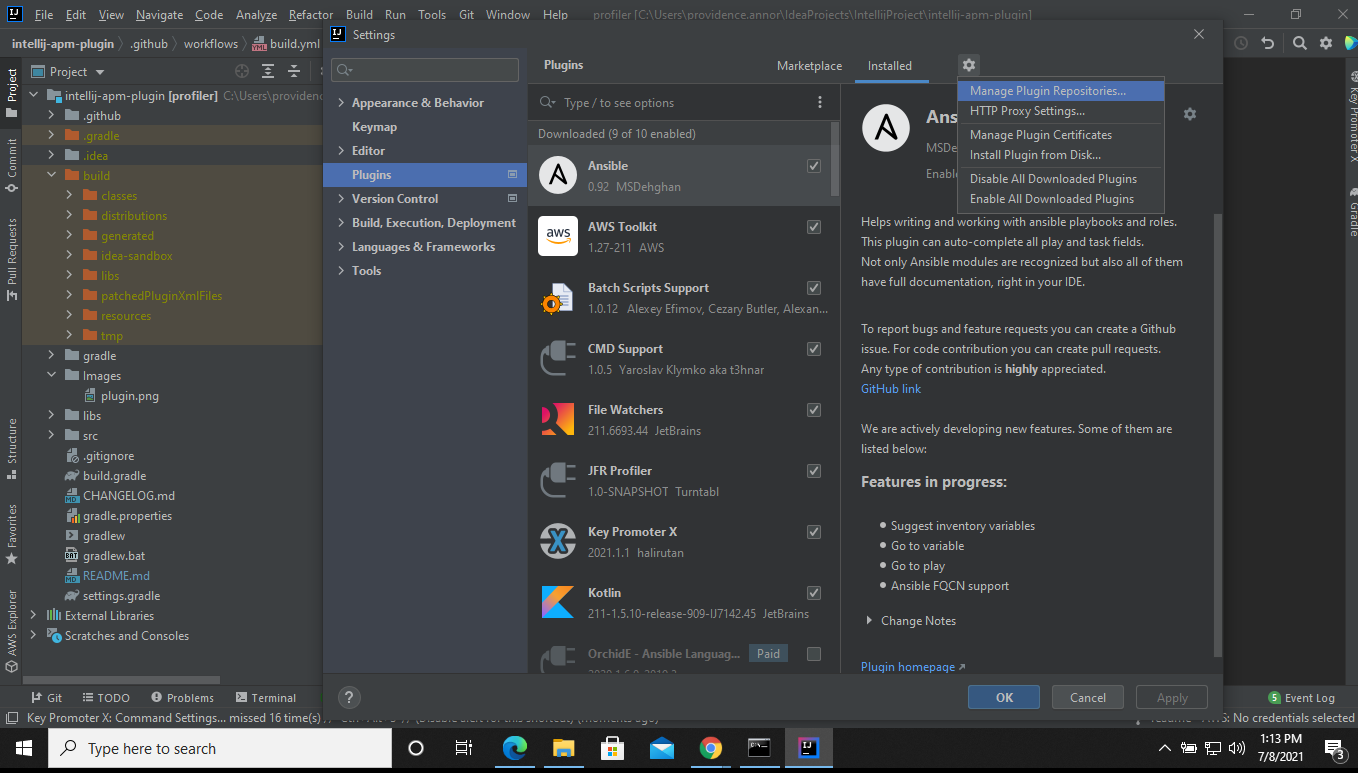 File Edit View Navigate Code Analyze Refactor Build Run Tools Git Window Help profiler [C:\Users\providence.annor\IdeaProjects\IntellijProject\intellij-apm-plugin]
intellij-apm-plugin .github workflows build.yml
Settings
Project
intellij-apm-plugin [profiler] C:\Users\providenc
.github
.gradle
.idea
build
classes
distributions
generated
idea-sandbox
libs
patchedPluginXmlFiles
resources
tmp
gradle
Images
plugin.png
libs
src
.gitignore
build.gradle
CHANGELOG.md
gradle.properties
gradlew
gradlew.bat
README.md
settings.gradle
External Libraries
Scratches and Consoles
Project
Commit
Pull Requests
Structure
Favorites
AWS Explorer
Appearance & Behavior
Keymap
Editor
Plugins
Version Control
Build, Execution, Deployment
Languages & Frameworks
Tools
Plugins
Marketplace
Installed
Type / to see options
Downloaded (9 of 10 enabled)
Ansible
0.92 MSDehghan
AWS Toolkit
1.27-211 AWS
Batch Scripts Support
1.0.12 Alexey Efimov, Cezary Butler, Alexan...
CMD Support
1.0.5 Yaroslav Klymko aka t3hnar
File Watchers
211.6693.44 JetBrains
JFR Profiler
1.0-SNAPSHOT Turntabl
Key Promoter X
2021.1.1 halirutan
Kotlin
211-1.5.10-release-909-IJ7142.45 JetBrains
OrchidE - Ansible Languag... Paid
Manage Plugin Repositories...
HTTP Proxy Settings...
Manage Plugin Certificates
Install Plugin from Disk...
Disable All Downloaded Plugins
Enable All Downloaded Plugins
Ans
MSDe
Enable
Helps writing and working with ansible playbooks and roles.
This plugin can auto-complete all play and task fields.
Not only Ansible modules are recognized but also all of them
have full documentation, right in your IDE.
To report bugs and feature requests you can create a Github
issue. For code contribution you can create pull requests.
Any type of contribution is highly appreciated.
GitHub link
We are actively developing new features. Some of them are
listed below:
Features in progress:
Suggest inventory variables
Go to variable
Go to play
Ansible FQCN support
Change Notes
Plugin homepage
OK
Cancel
Apply
Key Promoter X
Gradle
Git TODO Problems Terminal
5 Event Log
Key Promoter X: Command Settings... missed 16 time(s)
No credentials selected
Type here to search
1:13 PM
7/8/2021
3